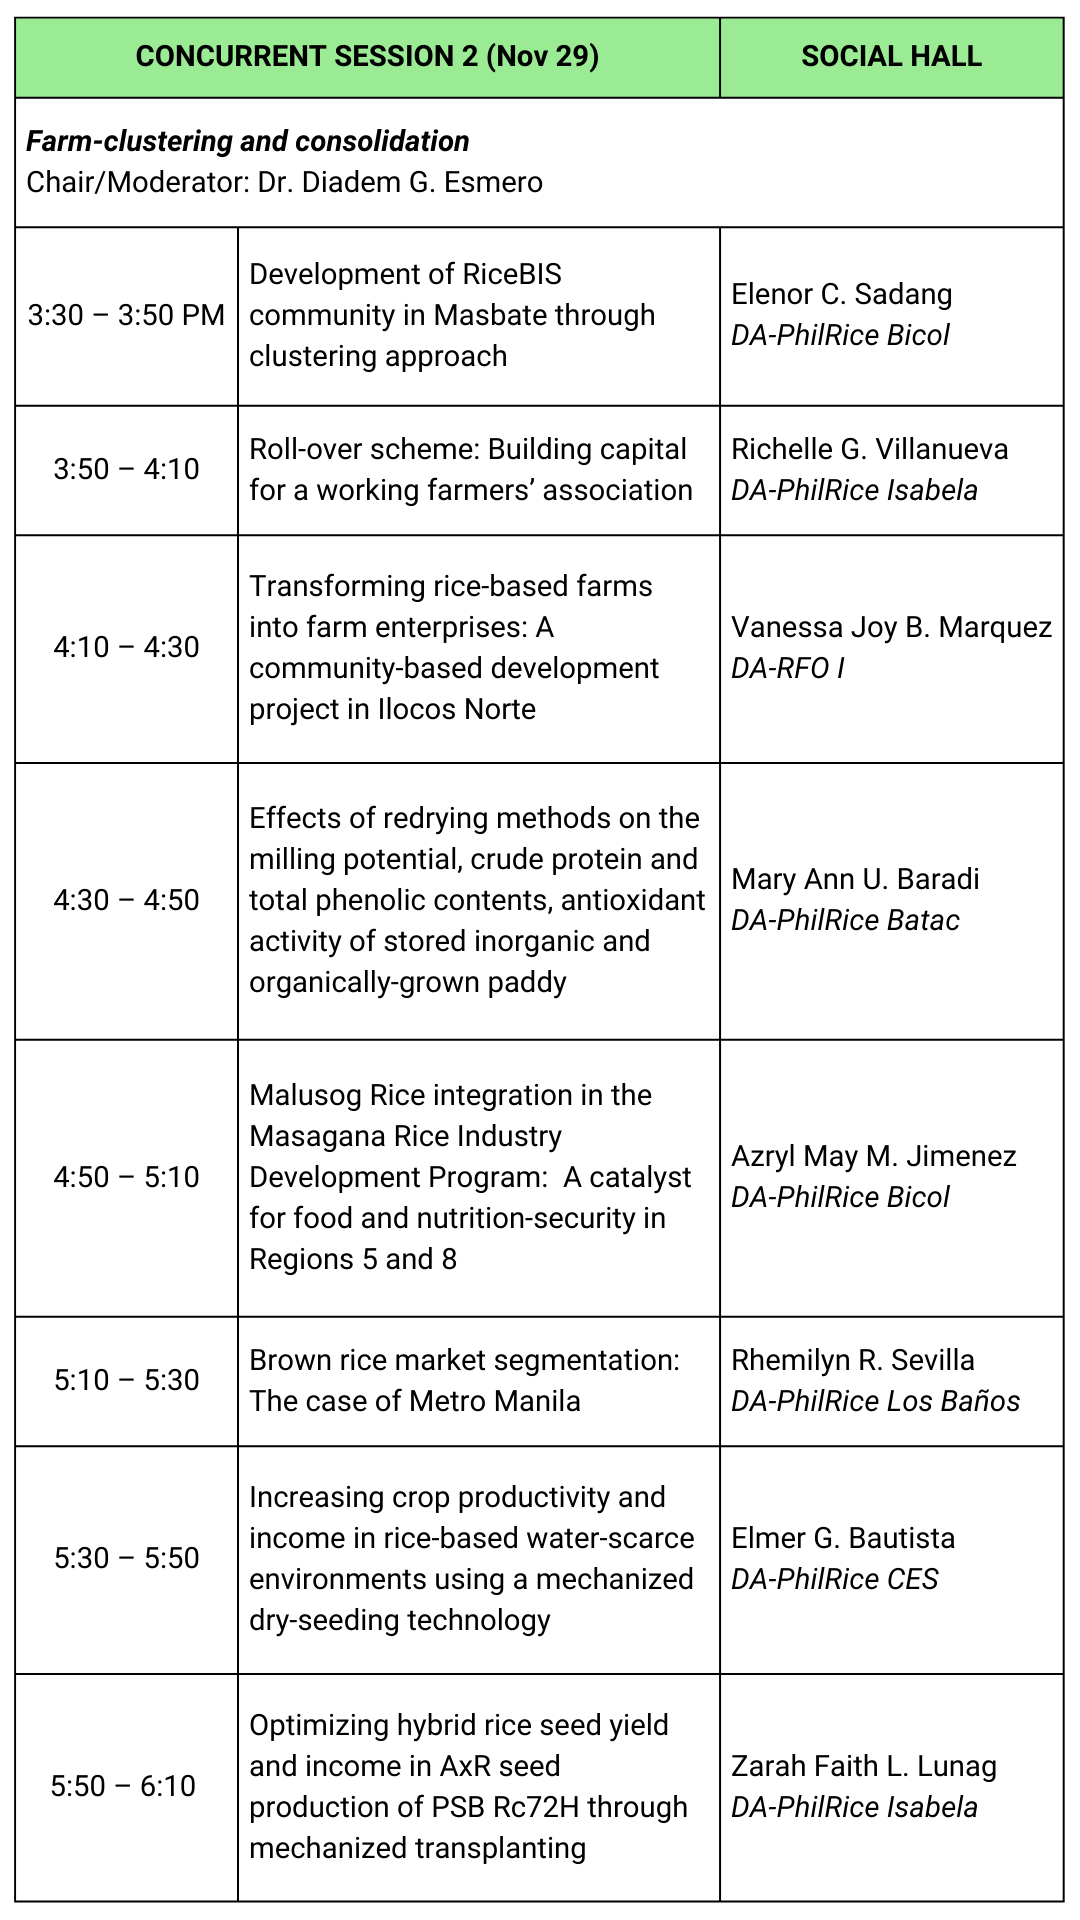 CONCURRENT SESSION 2 (Nov 29)
SOCIAL HALL
Farm-clustering and consolidation
Chair/Moderator: Dr. Diadem G. Esmero
3:30 – 3:50 PM
Development of RiceBIS
community in Masbate through
clustering approach
Elenor C. Sadang
DA-PhilRice Bicol
3:50 – 4:10
Roll-over scheme: Building capital
for a working farmers’ association
Richelle G. Villanueva
DA-PhilRice Isabela
4:10 – 4:30
Transforming rice-based farms
into farm enterprises: A
community-based development
project in Ilocos Norte
Vanessa Joy B. Marquez
DA-RFO I
4:30 – 4:50
Effects of redrying methods on the
milling potential, crude protein and
total phenolic contents, antioxidant
activity of stored inorganic and
organically-grown paddy
Mary Ann U. Baradi
DA-PhilRice Batac
4:50 – 5:10
Malusog Rice integration in the
Masagana Rice Industry
Development Program:  A catalyst
for food and nutrition-security in
Regions 5 and 8
Azryl May M. Jimenez
DA-PhilRice Bicol
5:10 – 5:30
Brown rice market segmentation:
The case of Metro Manila
Rhemilyn R. Sevilla
DA-PhilRice Los Baños
5:30 – 5:50
Increasing crop productivity and
income in rice-based water-scarce
environments using a mechanized
dry-seeding technology
Elmer G. Bautista
DA-PhilRice CES
5:50 – 6:10
Optimizing hybrid rice seed yield
and income in AxR seed
production of PSB Rc72H through
mechanized transplanting
Zarah Faith L. Lunag
DA-PhilRice Isabela